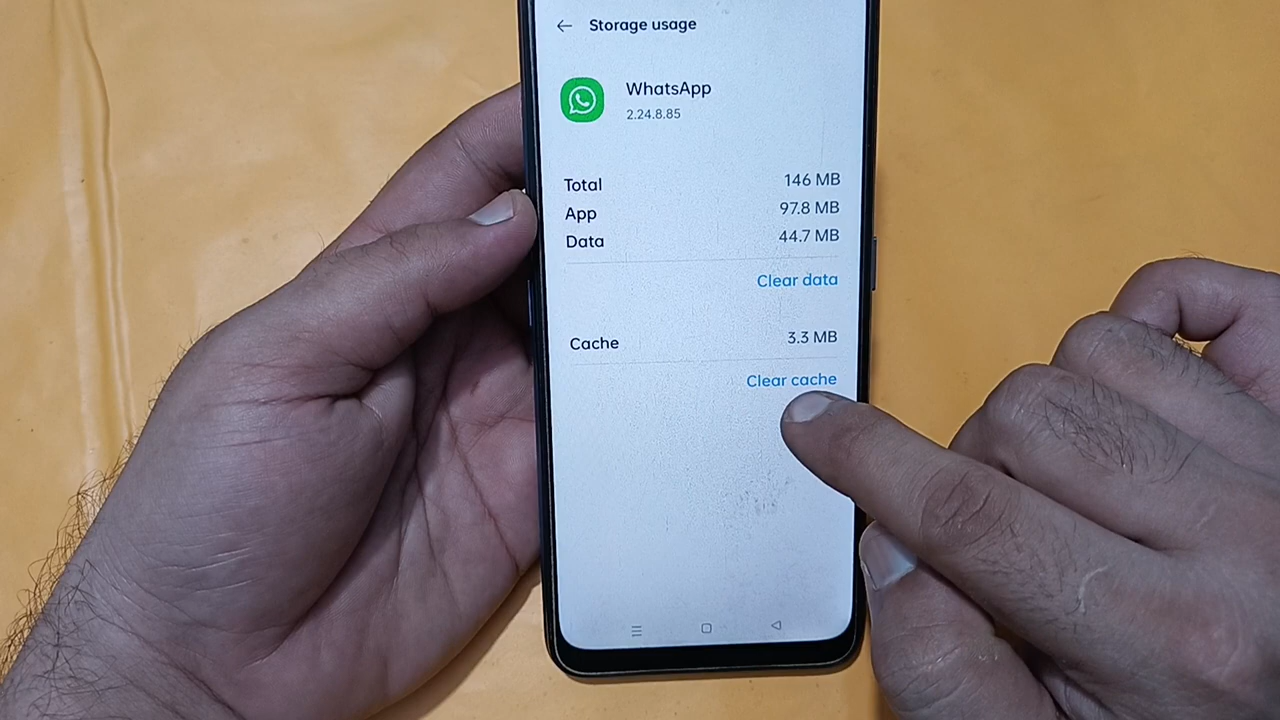 Storage usage
WhatsApp
2.24.8.85
Total 146 MB
App 97.8 MB
Data 44.7 MB
Clear data
Cache 3.3 MB
Clear cache